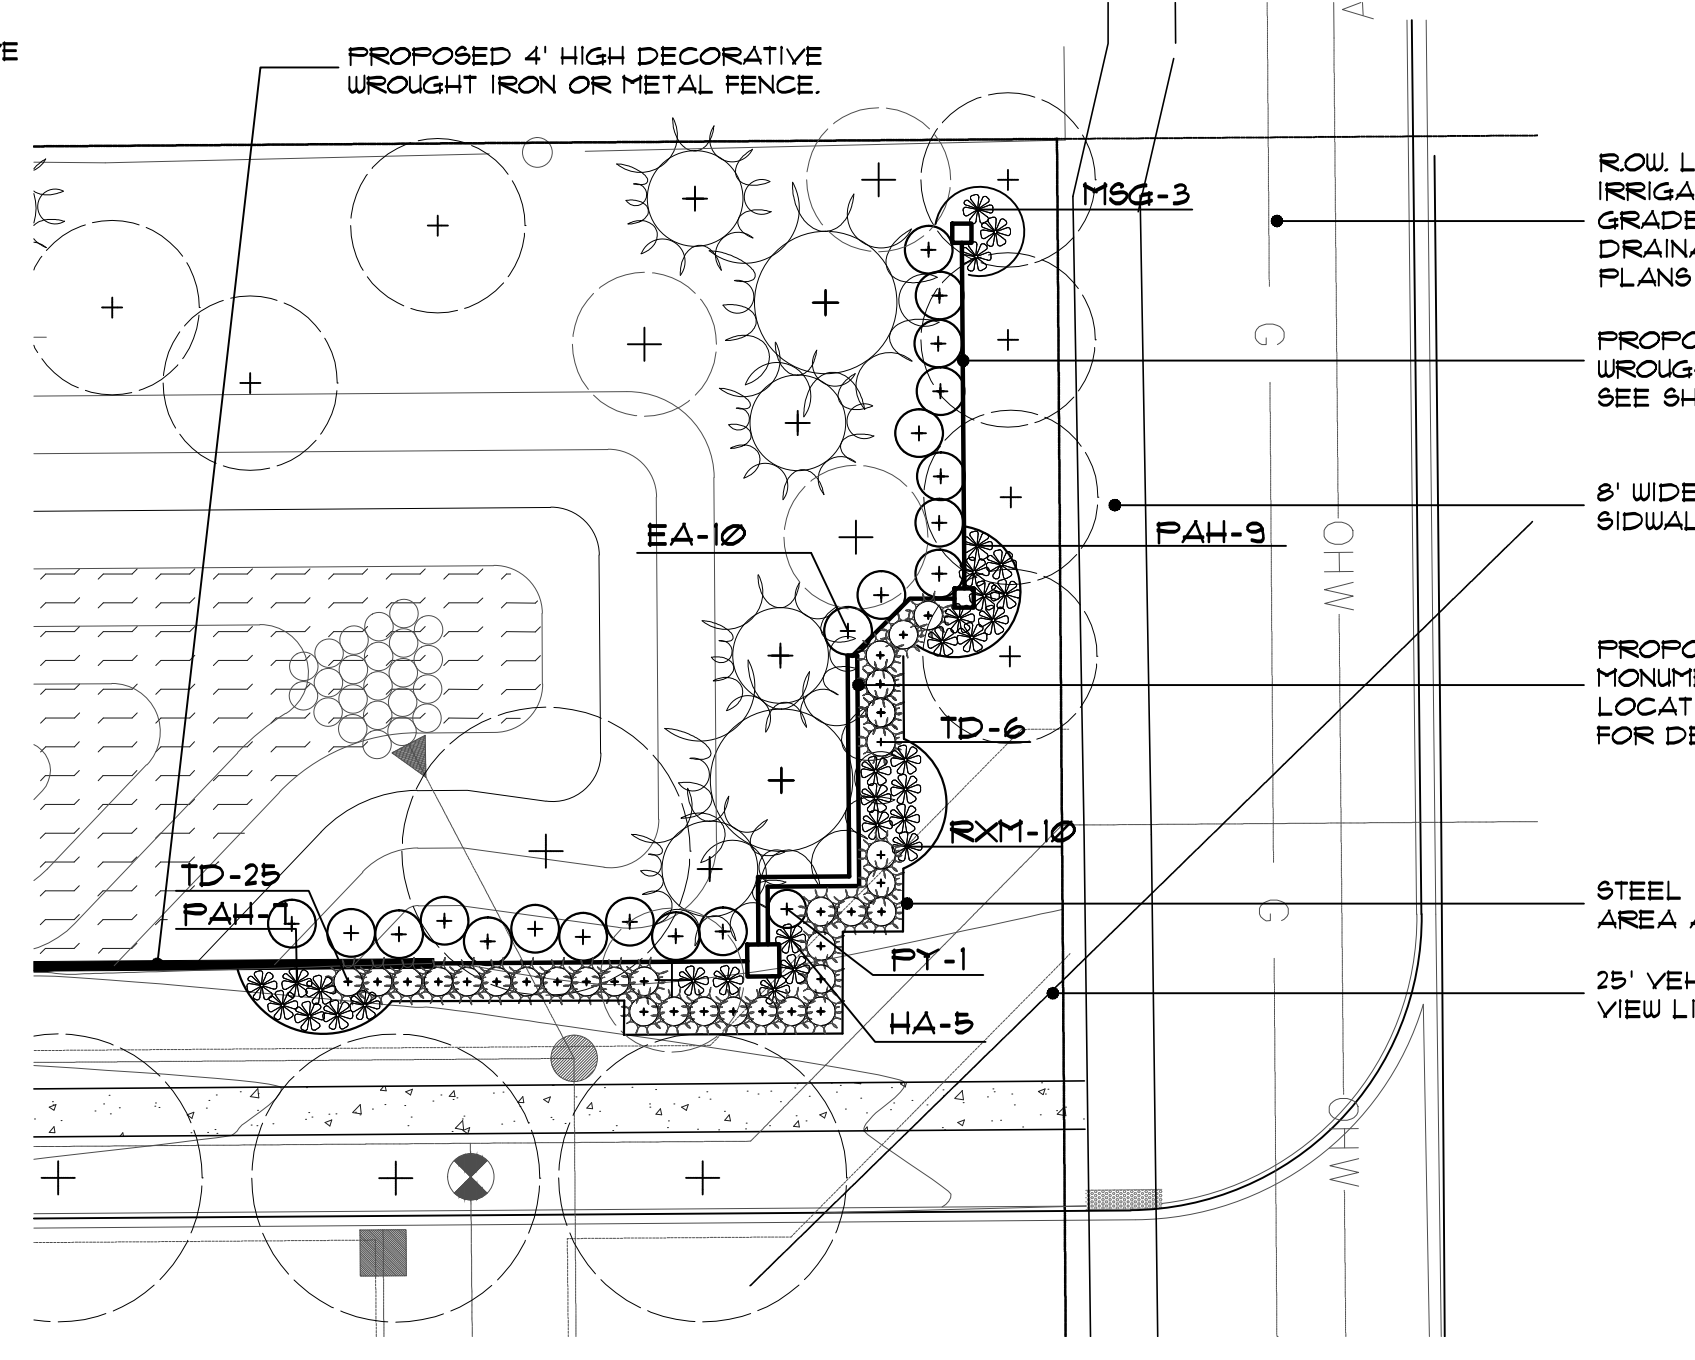 PROPOSED 4' HIGH DECORATIVE
WROUGHT IRON OR METAL FENCE.
MSG-3
R.O.W. L
IRRIGA
GRADE
DRAINA
PLANS
G
PROPO
WROUG
SEE SH
8' WIDE
SIDWAL
EA-10
PAH-9
OHW
PROPO
MONUME
LOCAT
FOR DE
TD-6
RXM-10
TD-25
PAH-7
STEEL
AREA A
G
PY-1
25' VEH
VIEW LI
HA-5
OHW